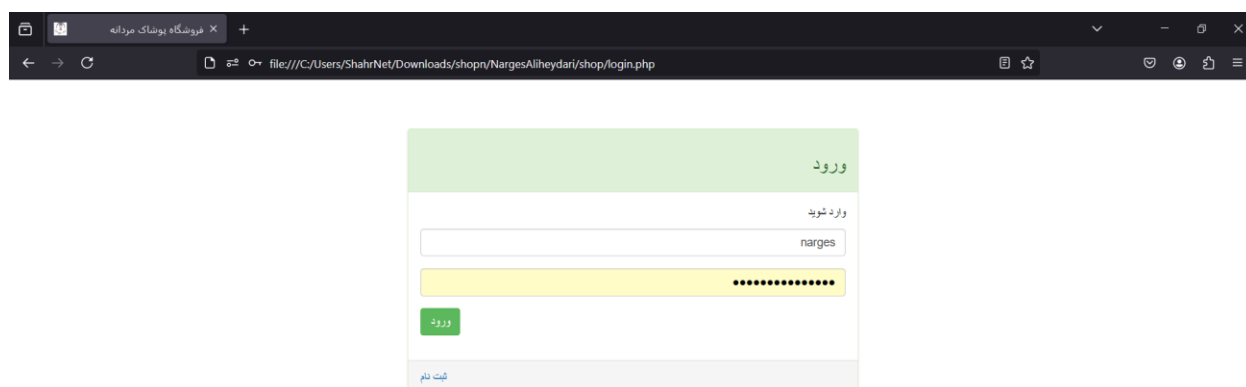 فروشگاه پوشاک مردانه
file:///C:/Users/ShahrNet/Downloads/shopn/NargesAliheydari/shop/login.php
ورود
وارد شوید
narges
●●●●●●●●●●●●●●●
ورود
ثبت نام